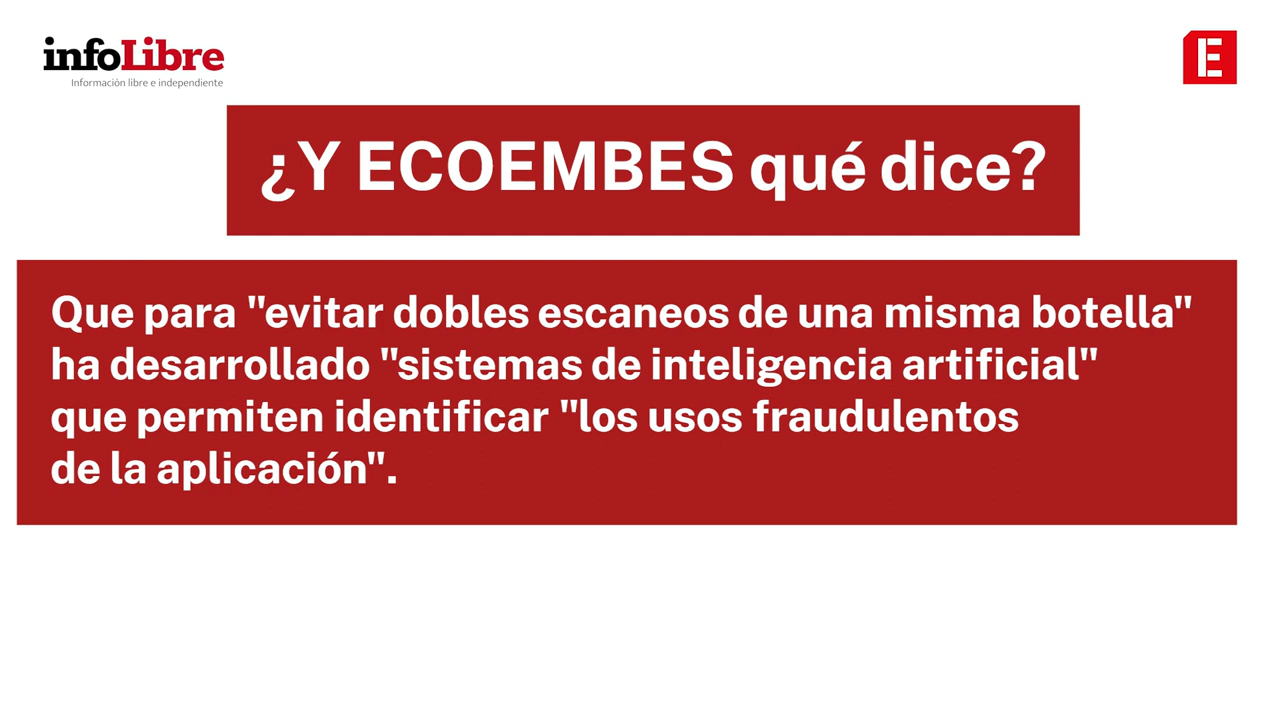 infoLibre
Información libre e independiente
E
¿Y ECOEMBES qué dice?
Que para "evitar dobles escaneos de una misma botella"
ha desarrollado "sistemas de inteligencia artificial"
que permiten identificar "los usos fraudulentos
de la aplicación".